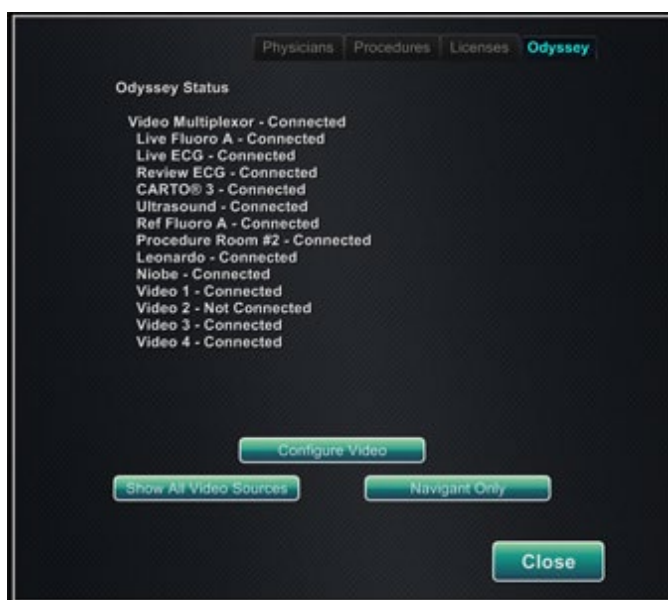 Physicians Procedures Licenses Odyssey
Odyssey Status
Video Multiplexor - Connected
Live Fluoro A - Connected
Live ECG - Connected
Review ECG - Connected
CARTO® 3 - Connected
Ultrasound - Connected
Ref Fluoro A - Connected
Procedure Room #2 - Connected
Leonardo - Connected
Niobe - Connected
Video 1 - Connected
Video 2 - Not Connected
Video 3 - Connected
Video 4 - Connected
Configure Video
Show All Video Sources Navigant Only
Close